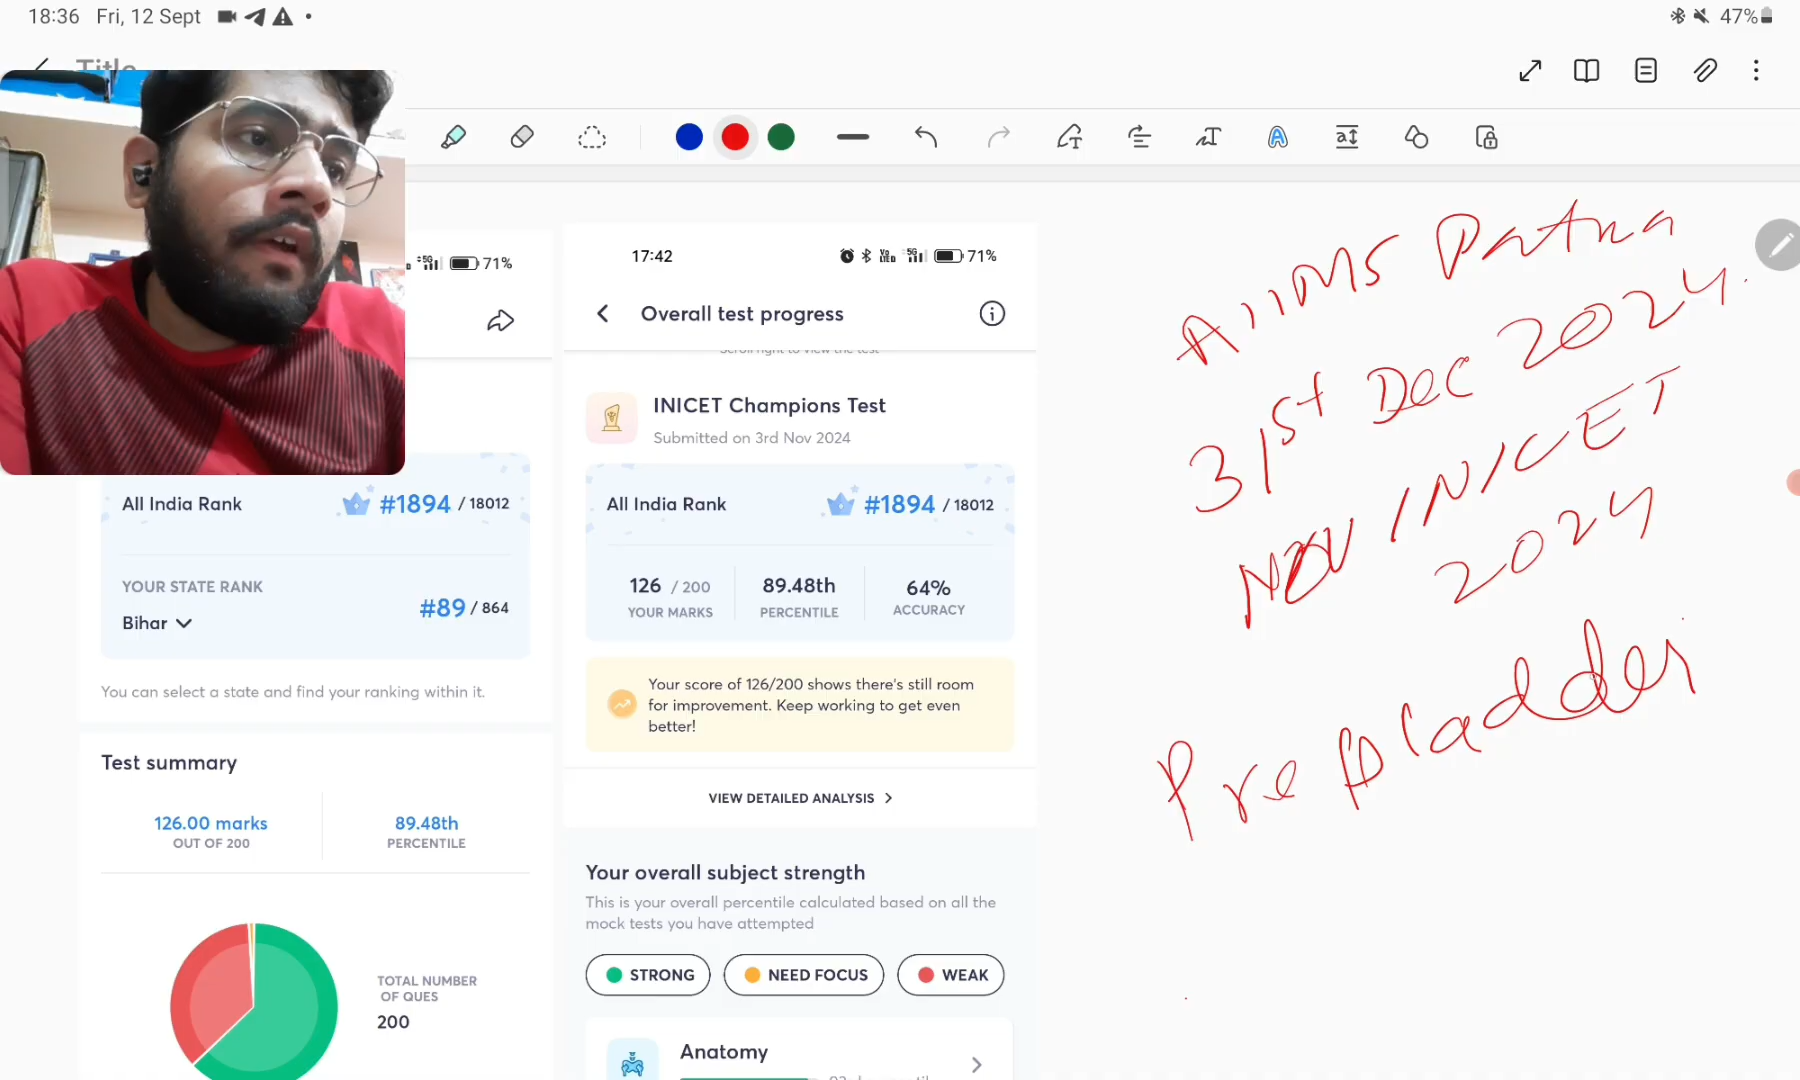 18:36 Fri, 12 Sept
47%
Title
71%
17:42
5G
71%
Overall test progress
INICET Champions Test
Submitted on 3rd Nov 2024
All India Rank
#1894 / 18012
YOUR STATE RANK
Bihar
#89 / 864
You can select a state and find your ranking within it.
Test summary
126.00 marks
OUT OF 200
89.48th
PERCENTILE
TOTAL NUMBER
OF QUES
200
All India Rank
#1894 / 18012
126 / 200
YOUR MARKS
89.48th
PERCENTILE
64%
ACCURACY
Your score of 126/200 shows there's still room
for improvement. Keep working to get even
better!
VIEW DETAILED ANALYSIS
Your overall subject strength
This is your overall percentile calculated based on all the
mock tests you have attempted
STRONG
NEED FOCUS
WEAK
Anatomy
AIIMS Patna
31st Dec 2024.
NOV INICET
2024
Prepladder